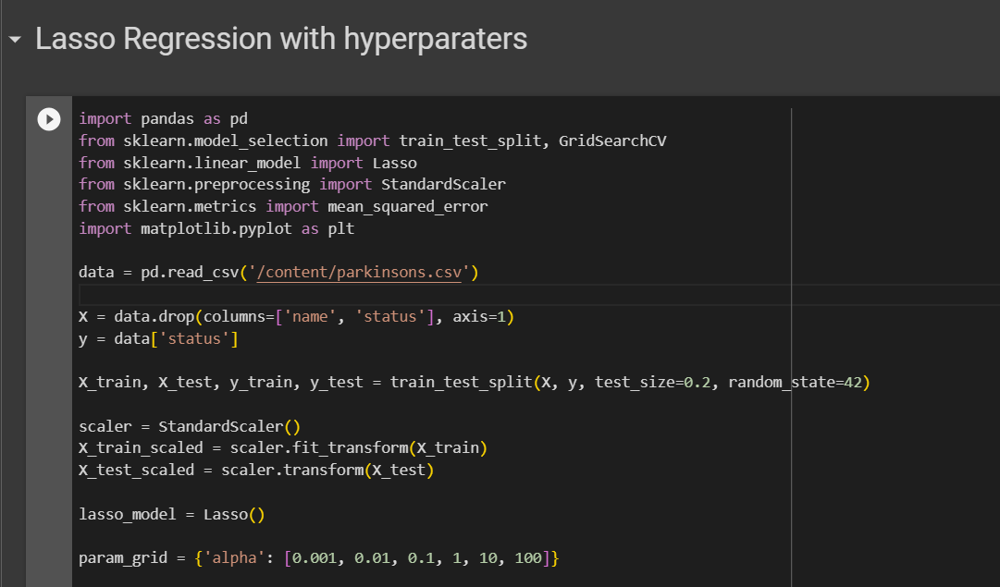 Lasso Regression with hyperparaters
import pandas as pd
from sklearn.model_selection import train_test_split, GridSearchCV
from sklearn.linear_model import Lasso
from sklearn.preprocessing import StandardScaler
from sklearn.metrics import mean_squared_error
import matplotlib.pyplot as plt
data = pd.read_csv('/content/parkinsons.csv')
X = data.drop(columns=['name', 'status'], axis=1)
y = data['status']
X_train, X_test, y_train, y_test = train_test_split(X, y, test_size=0.2, random_state=42)
scaler = StandardScaler()
X_train_scaled = scaler.fit_transform(X_train)
X_test_scaled = scaler.transform(X_test)
lasso_model = Lasso()
param_grid = {'alpha': [0.001, 0.01, 0.1, 1, 10, 100]}